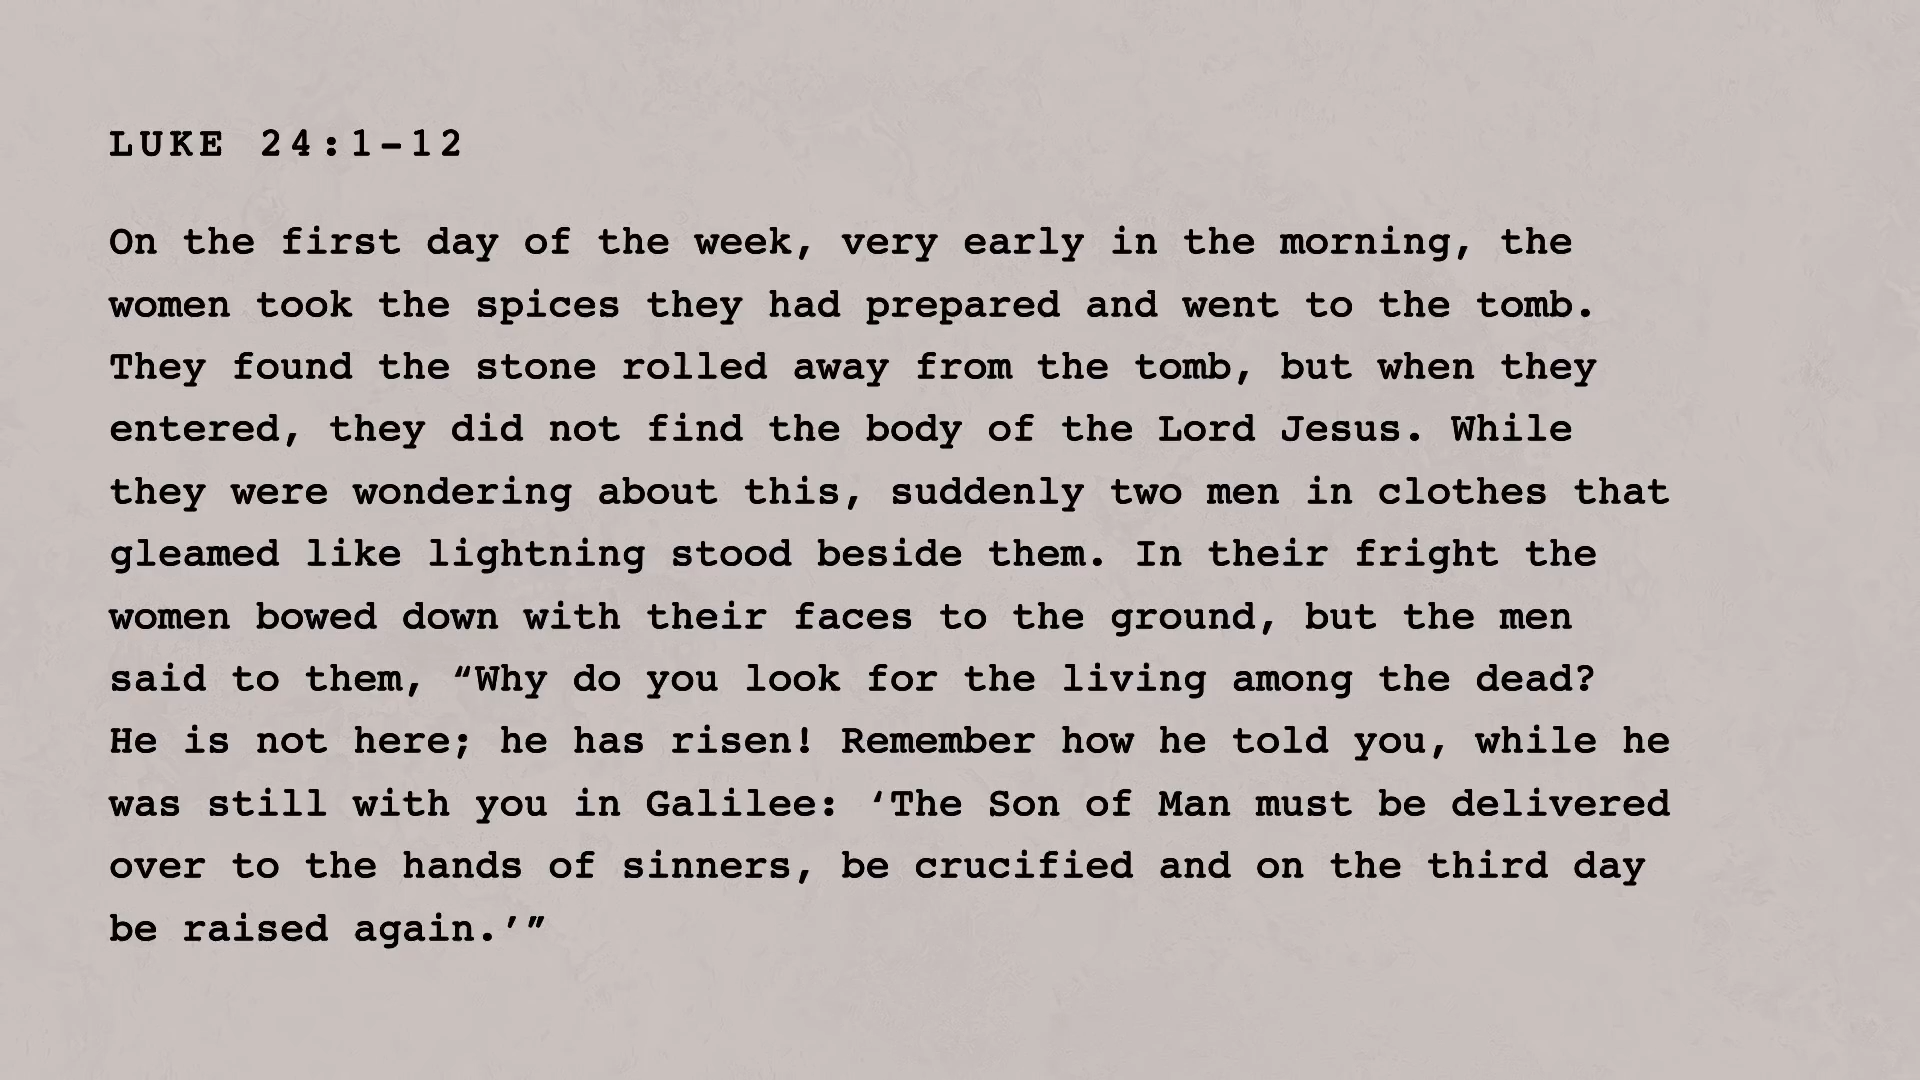 LUKE 24:1-12
On the first day of the week, very early in the morning, the
women took the spices they had prepared and went to the tomb.
They found the stone rolled away from the tomb, but when they
entered, they did not find the body of the Lord Jesus. While
they were wondering about this, suddenly two men in clothes that
gleamed like lightning stood beside them. In their fright the
women bowed down with their faces to the ground, but the men
said to them, “Why do you look for the living among the dead?
He is not here; he has risen! Remember how he told you, while he
was still with you in Galilee: ‘The Son of Man must be delivered
over to the hands of sinners, be crucified and on the third day
be raised again.’”